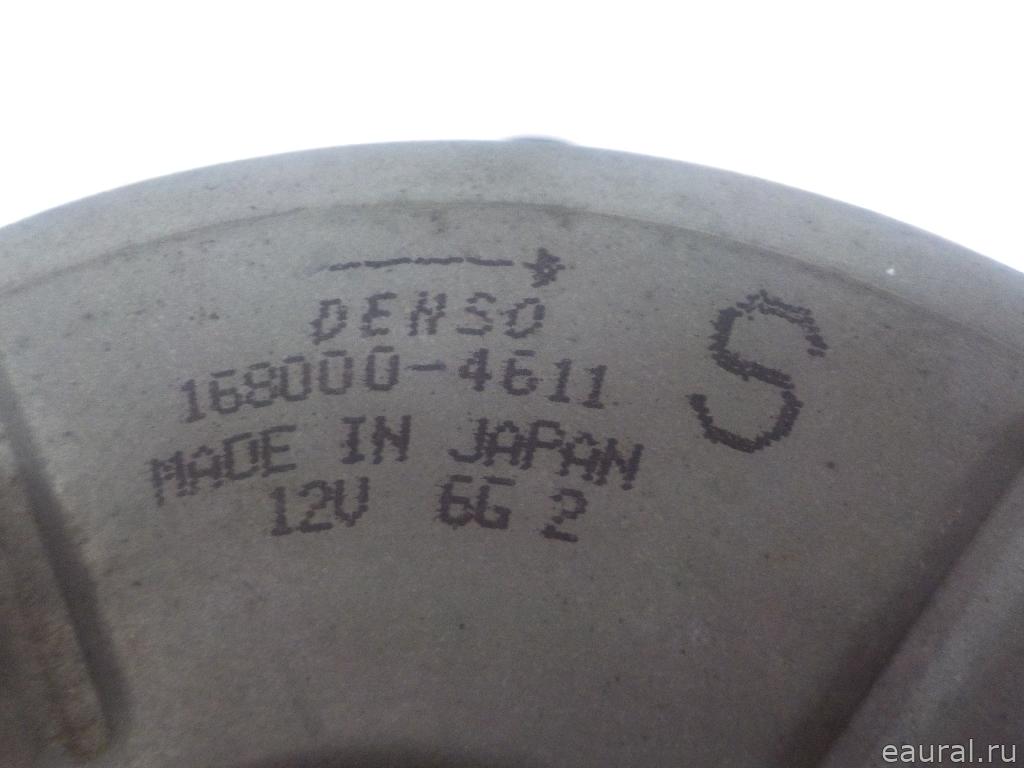 DENSO
168000-4611
MADE IN JAPAN
12V 6G 2
S
eaural.ru